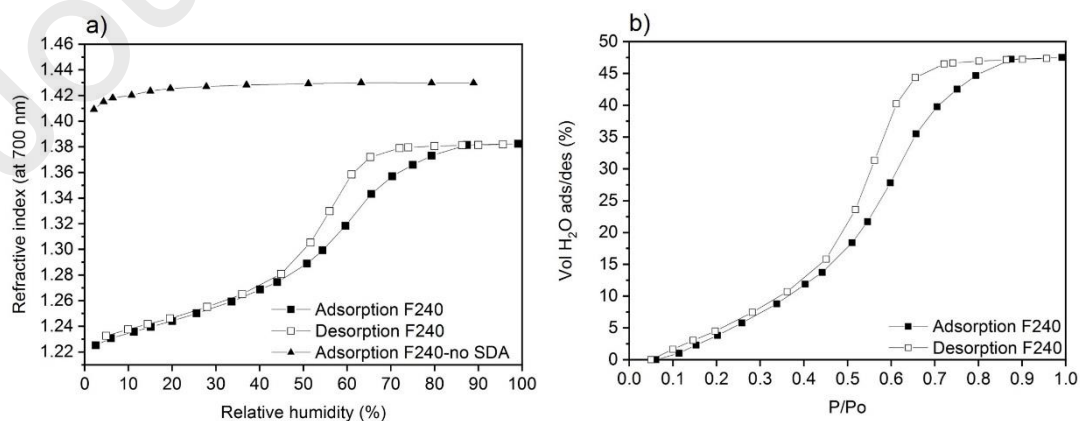 a)
1.46
1.44
1.42
1.40
1.38
1.36
1.34
1.32
1.30
1.28
1.26
1.24
1.22
Refractive index (at 700 nm)
Adsorption F240
Desorption F240
Adsorption F240-no SDA
0 10 20 30 40 50 60 70 80 90 100
Relative humidity (%)
b)
50
45
40
35
30
25
20
15
10
5
0
Vol H₂O ads/des (%)
Adsorption F240
Desorption F240
0.0 0.1 0.2 0.3 0.4 0.5 0.6 0.7 0.8 0.9 1.0
P/Po